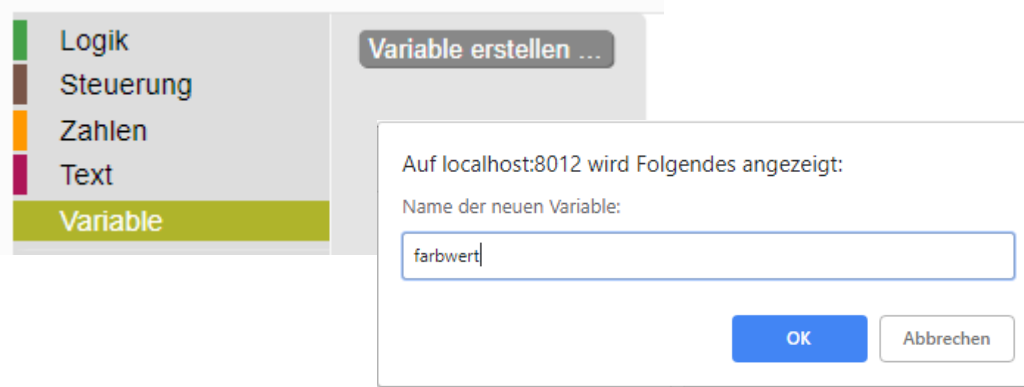 Logik
Steuerung
Zahlen
Text
Variable
Variable erstellen ...
Auf localhost:8012 wird Folgendes angezeigt:
Name der neuen Variable:
farbwert
OK
Abbrechen